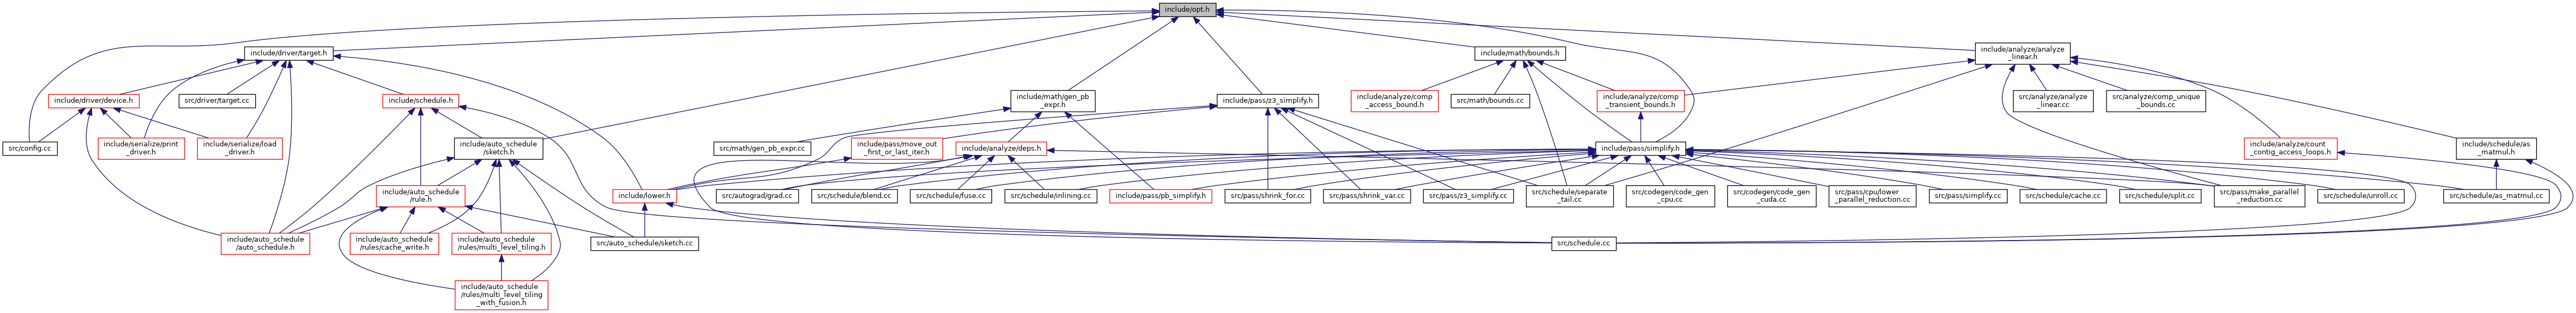 include/opt.h
include/driver/target.h
include/math/bounds.h
include/analyze/analyze
_linear.h
include/driver/device.h
src/driver/target.cc
include/schedule.h
include/math/gen_pb
_expr.h
include/pass/z3_simplify.h
include/analyze/comp
_access_bound.h
src/math/bounds.cc
include/analyze/comp
_transient_bounds.h
src/analyze/analyze
_linear.cc
src/analyze/comp_unique
_bounds.cc
src/config.cc
include/serialize/print
_driver.h
include/serialize/load
_driver.h
include/auto_schedule
/sketch.h
src/math/gen_pb_expr.cc
include/pass/move_out
_first_or_last_iter.h
include/analyze/deps.h
include/pass/simplify.h
include/analyze/count
_contig_access_loops.h
include/schedule/as
_matmul.h
include/auto_schedule
/rule.h
include/lower.h
src/autograd/grad.cc
src/schedule/blend.cc
src/schedule/fuse.cc
src/schedule/inlining.cc
include/pass/pb_simplify.h
src/pass/shrink_for.cc
src/pass/shrink_var.cc
src/pass/z3_simplify.cc
src/schedule/separate
_tail.cc
src/codegen/code_gen
_cpu.cc
src/codegen/code_gen
_cuda.cc
src/pass/cpu/lower
_parallel_reduction.cc
src/pass/simplify.cc
src/schedule/cache.cc
src/schedule/split.cc
src/pass/make_parallel
_reduction.cc
src/schedule/unroll.cc
src/schedule/as_matmul.cc
include/auto_schedule
/auto_schedule.h
include/auto_schedule
/rules/cache_write.h
include/auto_schedule
/rules/multi_level_tiling.h
src/auto_schedule/sketch.cc
src/schedule.cc
include/auto_schedule
/rules/multi_level_tiling
_with_fusion.h